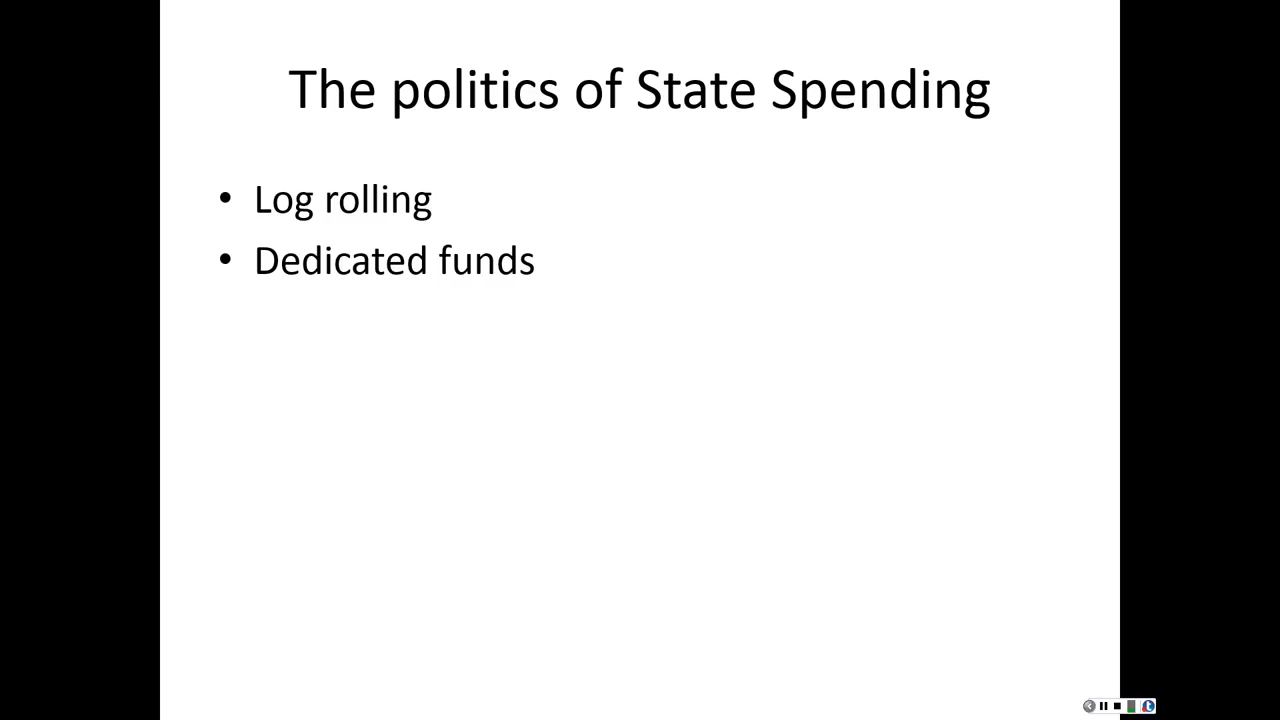 The politics of State Spending
• Log rolling
• Dedicated funds